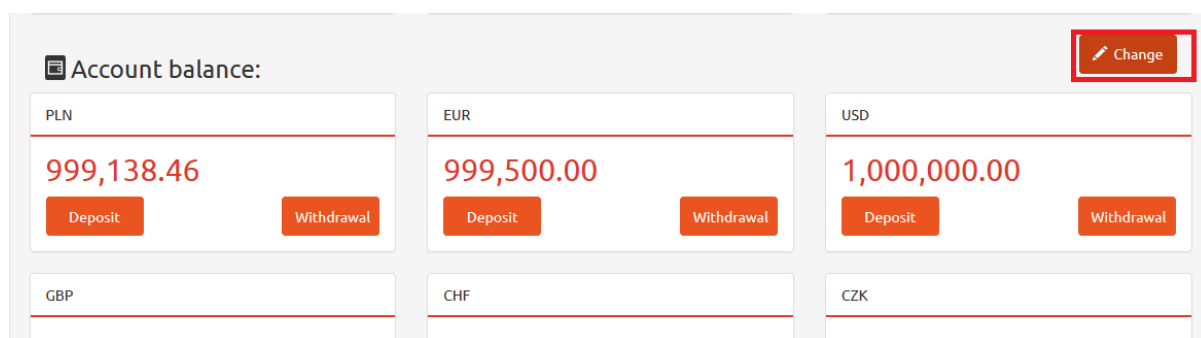 Change
Account balance:
PLN
EUR
USD
999,138.46
999,500.00
1,000,000.00
Deposit
Withdrawal
Deposit
Withdrawal
Deposit
Withdrawal
GBP
CHF
CZK